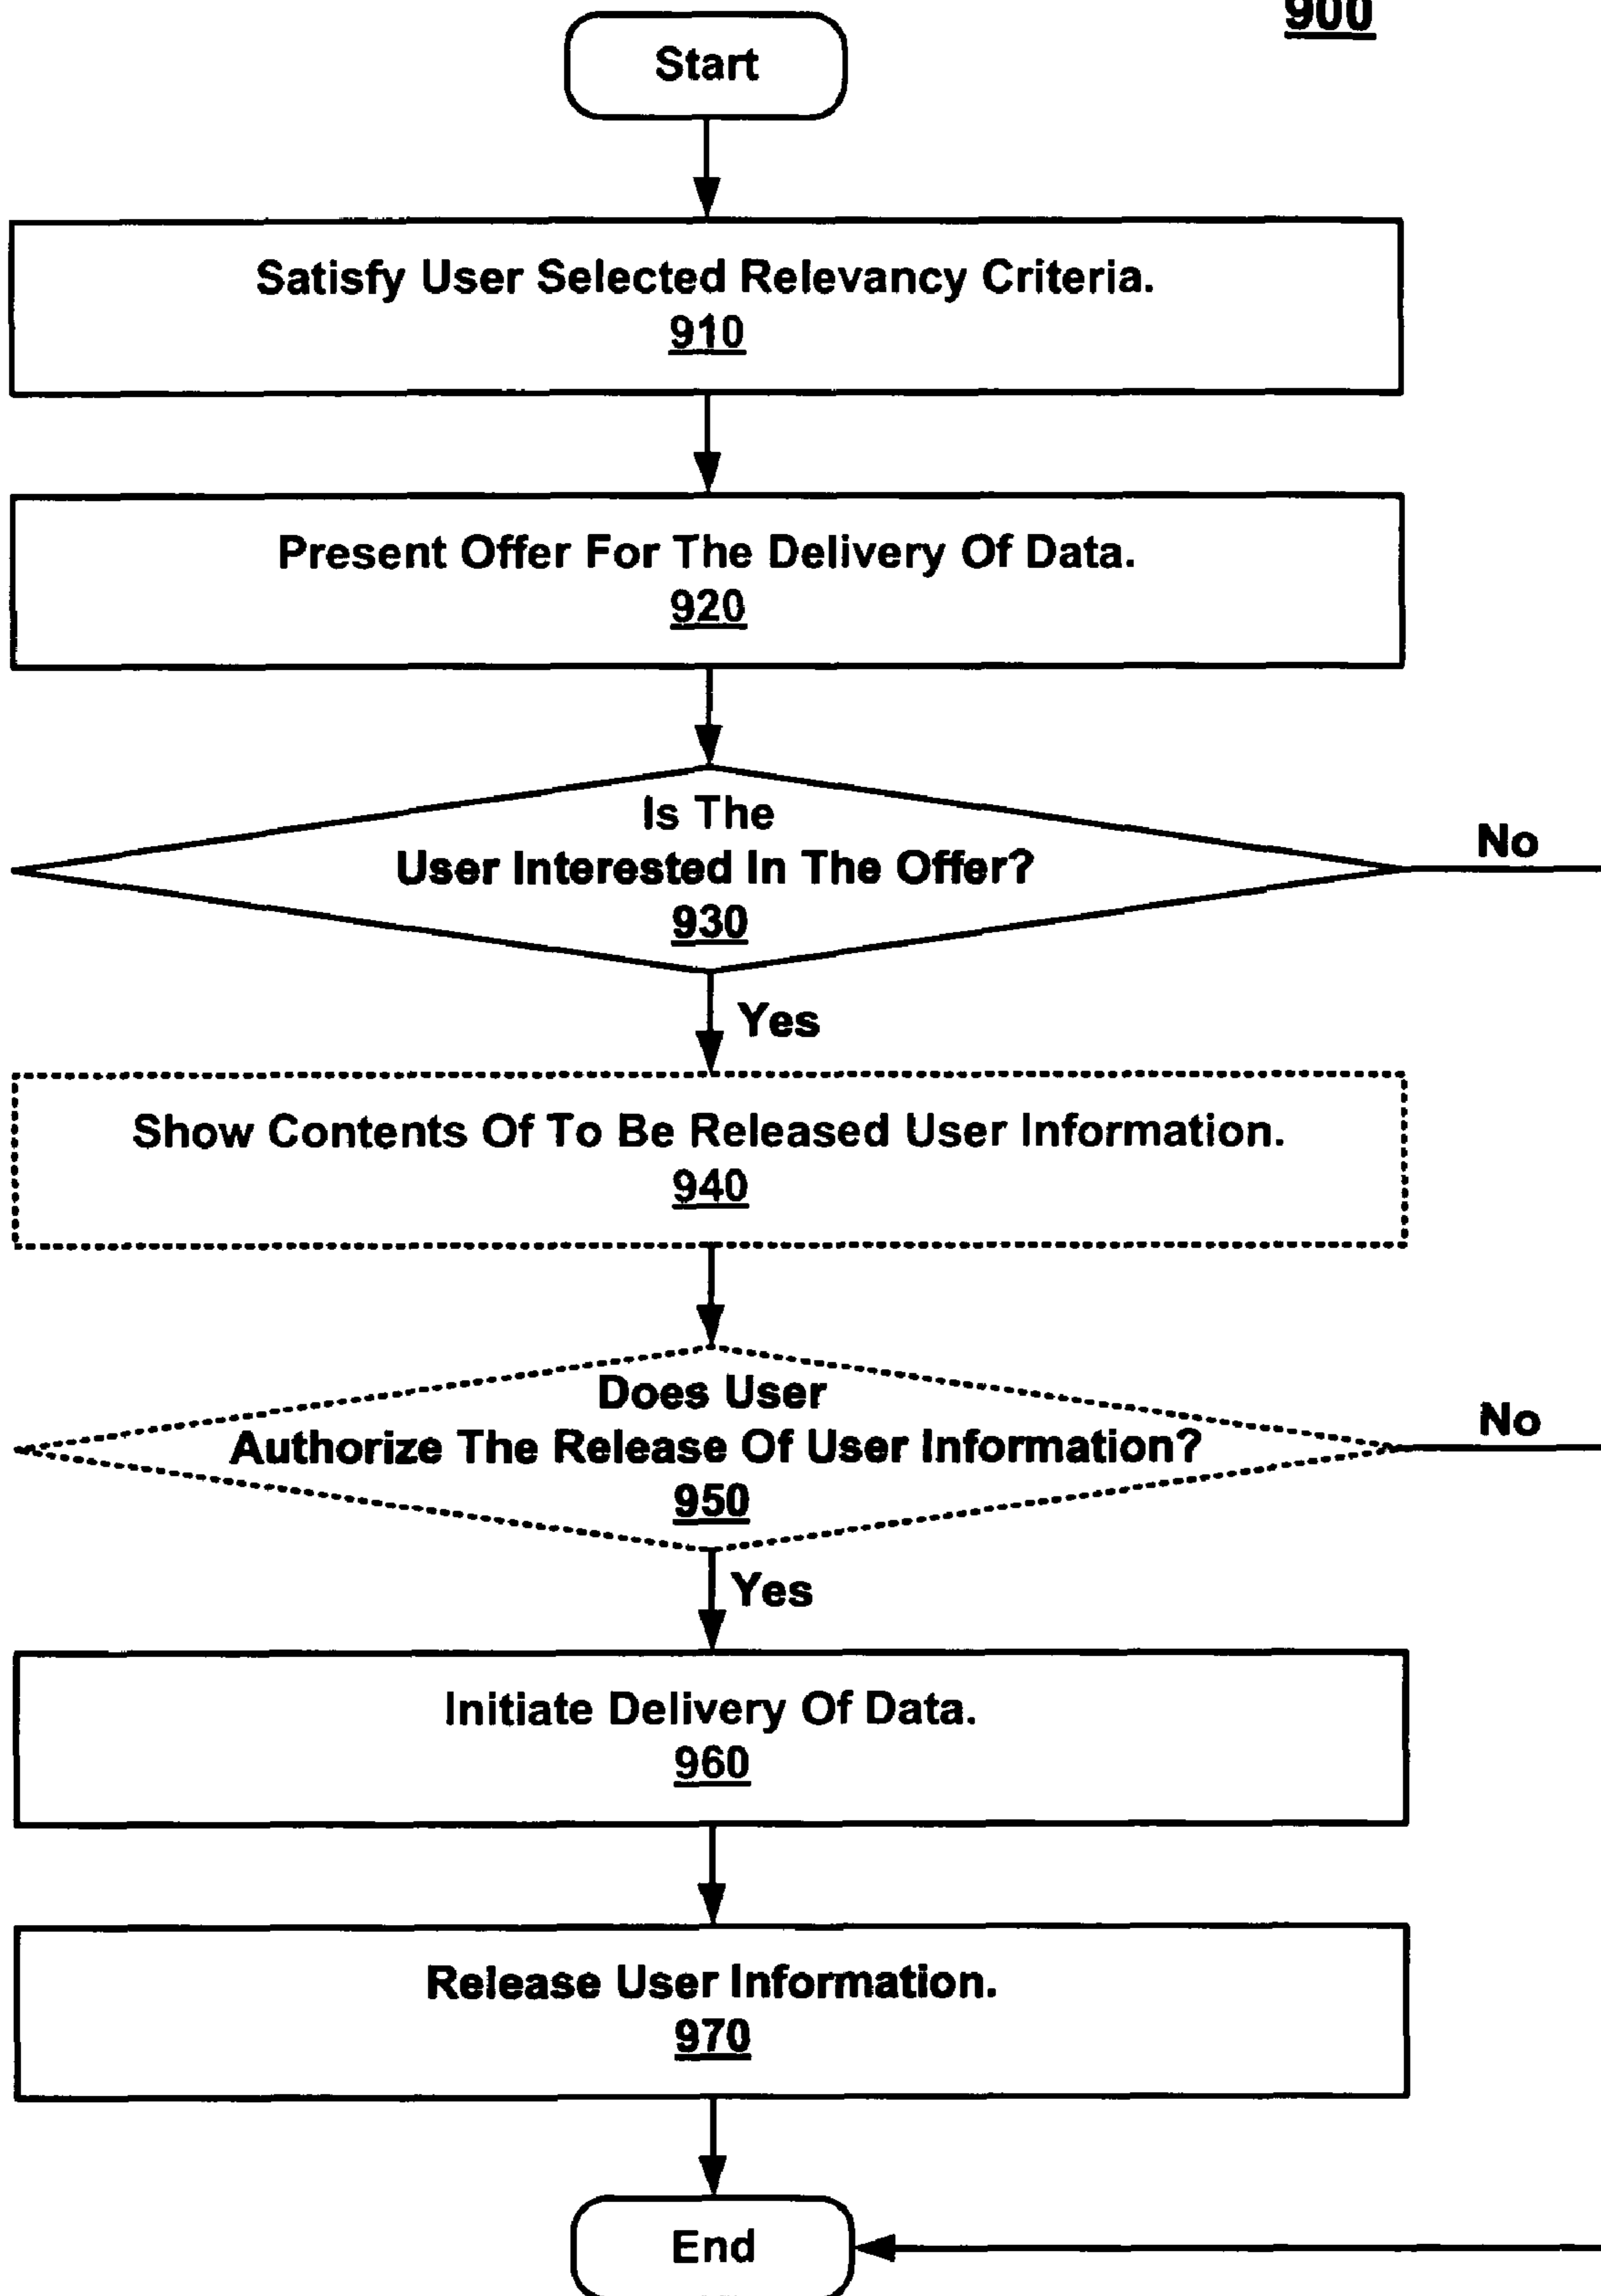 900
Start
Satisfy User Selected Relevancy Criteria.
910
Present Offer For The Delivery Of Data.
920
Is The
User Interested In The Offer?
930
No
Yes
Show Contents Of To Be Released User Information.
940
Does User
Authorize The Release Of User Information?
950
No
Yes
Initiate Delivery Of Data.
960
Release User Information.
970
End